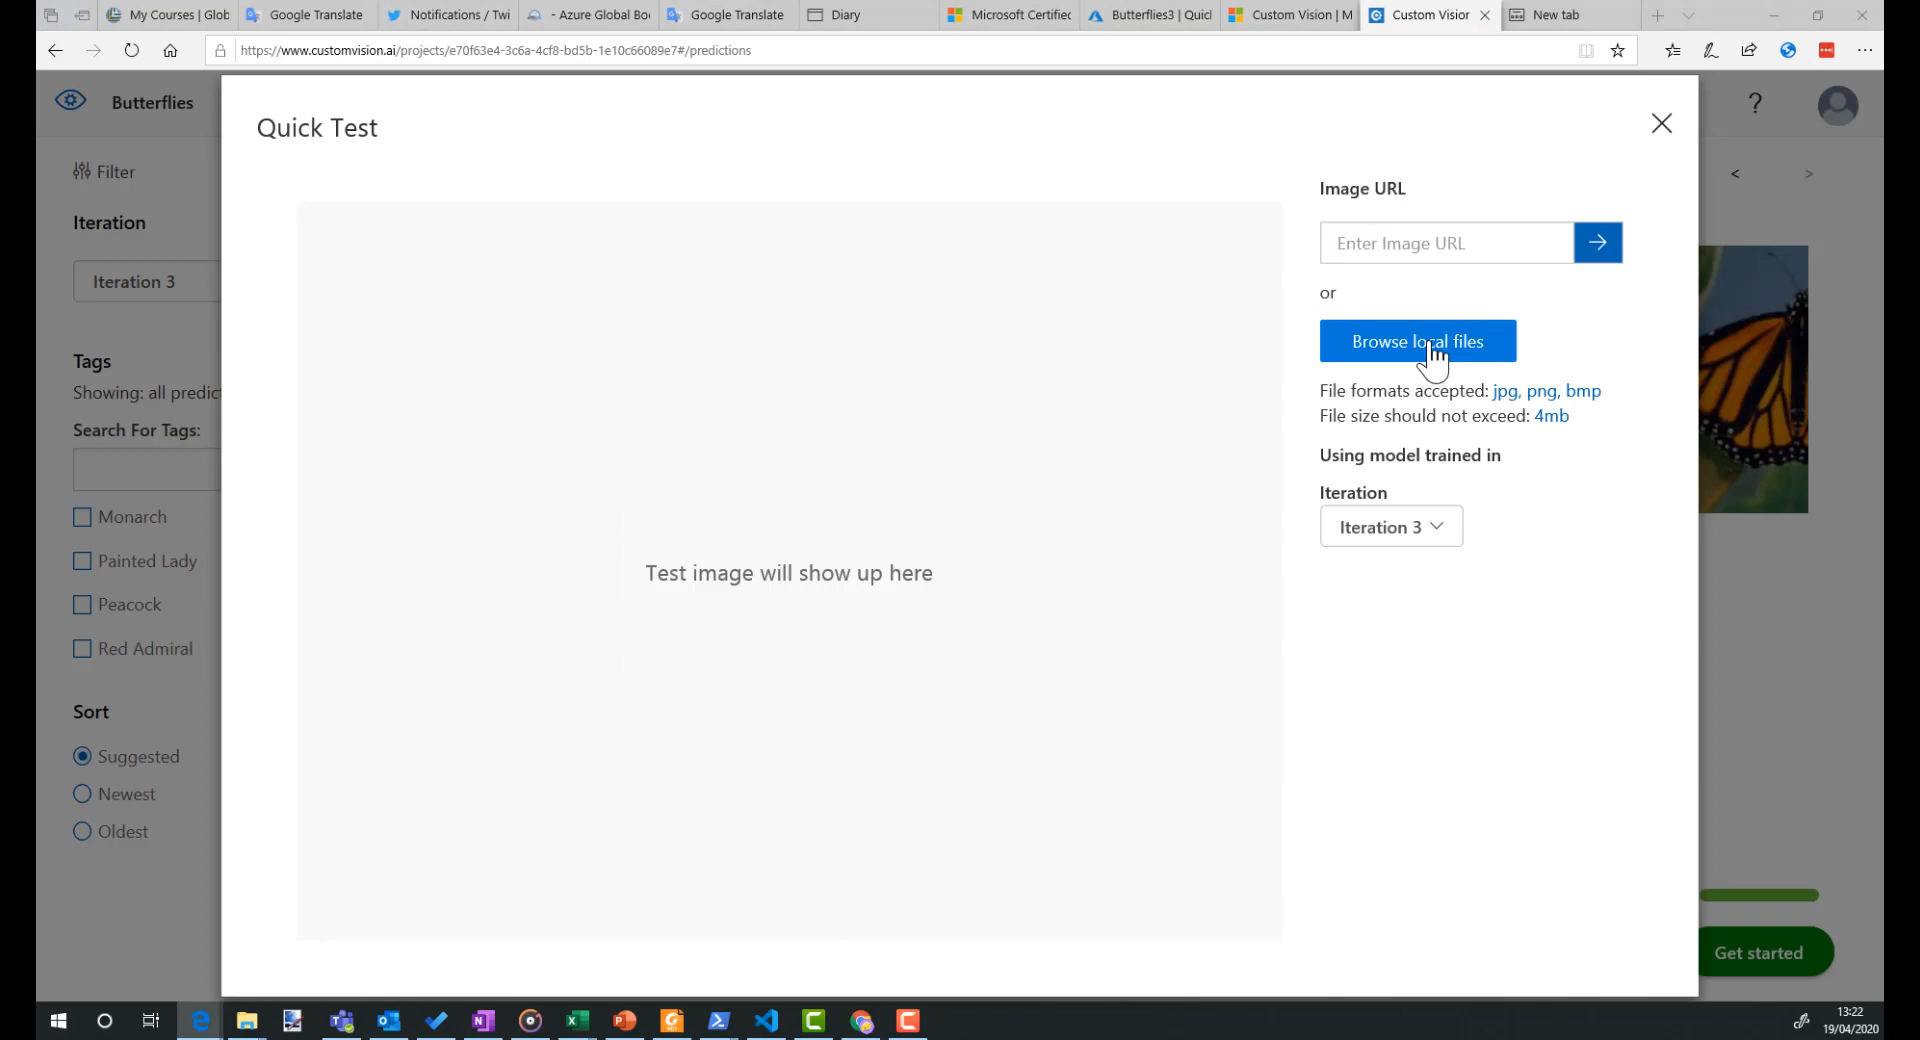 My Courses | Glob
Google Translate
Notifications / Twi
- Azure Global Bo
Google Translate
Diary
Microsoft Certifie
Butterflies3 | Quic
Custom Vision | M
Custom Vision
New tab
https://www.customvision.ai/projects/e70f63e4-3c6a-4cf8-bd5b-1e10c66089e7#/predictions
Butterflies
?
Quick Test
Filter
Iteration
Iteration 3
Tags
Showing: all predic
Search For Tags:
Monarch
Painted Lady
Peacock
Red Admiral
Sort
Suggested
Newest
Oldest
Test image will show up here
Image URL
Enter Image URL
or
Browse local files
File formats accepted: jpg, png, bmp
File size should not exceed: 4mb
Using model trained in
Iteration
Iteration 3
< >
Get started
13:22
19/04/2020